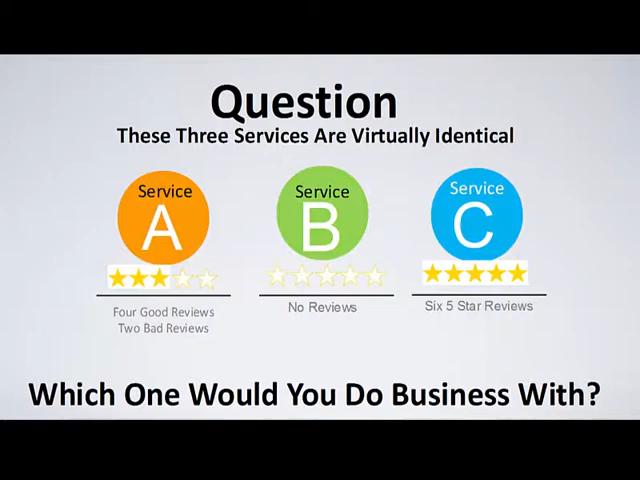 Question
These Three Services Are Virtually Identical
Service
A
Service
B
Service
C
Four Good Reviews
Two Bad Reviews
No Reviews
Six 5 Star Reviews
Which One Would You Do Business With?